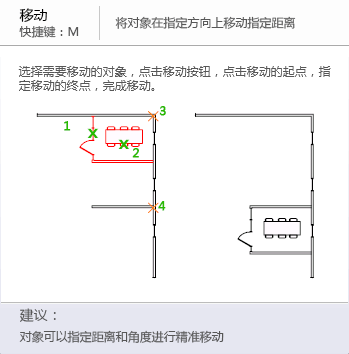 移动
快捷键：M
将对象在指定方向上移动指定距离
选择需要移动的对象，点击移动按钮，点击移动的起点，指
定移动的终点，完成移动。
1
2
3
4
建议：
对象可以指定距离和角度进行精准移动